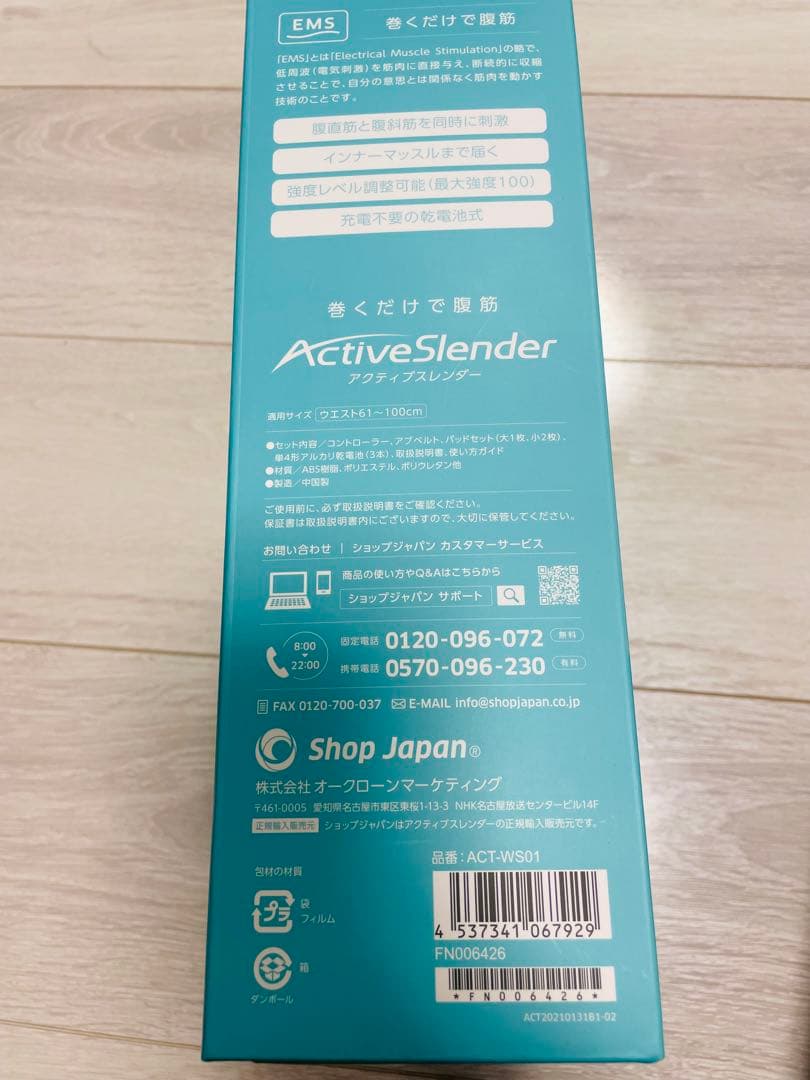 EMS
巻くだけで腹筋
「EMS」とは「Electrical Muscle Stimulation」の略で、
低周波(電気刺激)を筋肉に直接与え、断続的に収縮
させることで、自分の意思とは関係なく筋肉を動かす
技術のことです。
腹直筋と腹斜筋を同時に刺激
インナーマッスルまで届く
強度レベル調整可能(最大強度100)
充電不要の乾電池式
巻くだけで腹筋
ActiveSlender
アクティブスレンダー
適用サイズ ウエスト61〜100cm
●セット内容/コントローラー、アブベルト、パッドセット(大1枚、小2枚)、
単4形アルカリ乾電池(3本)、取扱説明書、使い方ガイド
●材質/ABS樹脂、ポリエステル、ポリウレタン他
●製造/中国製
ご使用前に、必ず取扱説明書をご確認ください。
保証書は取扱説明書内にございますので、大切に保管してください。
お問い合わせ | ショップジャパン カスタマーサービス
商品の使い方やQ&Aはこちらから
ショップジャパン サポート
8:00
22:00
固定電話 0120-096-072 無料
携帯電話 0570-096-230 有料
FAX 0120-700-037 E-MAIL info@shopjapan.co.jp
Shop Japan®
株式会社 オークローンマーケティング
〒461-0005 愛知県名古屋市東区東桜1-13-3 NHK名古屋放送センタービル14F
正規輸入販売元 ショップジャパンはアクティブスレンダーの正規輸入販売元です。
品番:ACT-WS01
包材の材質
プラ
袋
フィルム
箱
ダンボール
4 537341 067929
FN006426
*FN006426*
ACT20210131B1-02